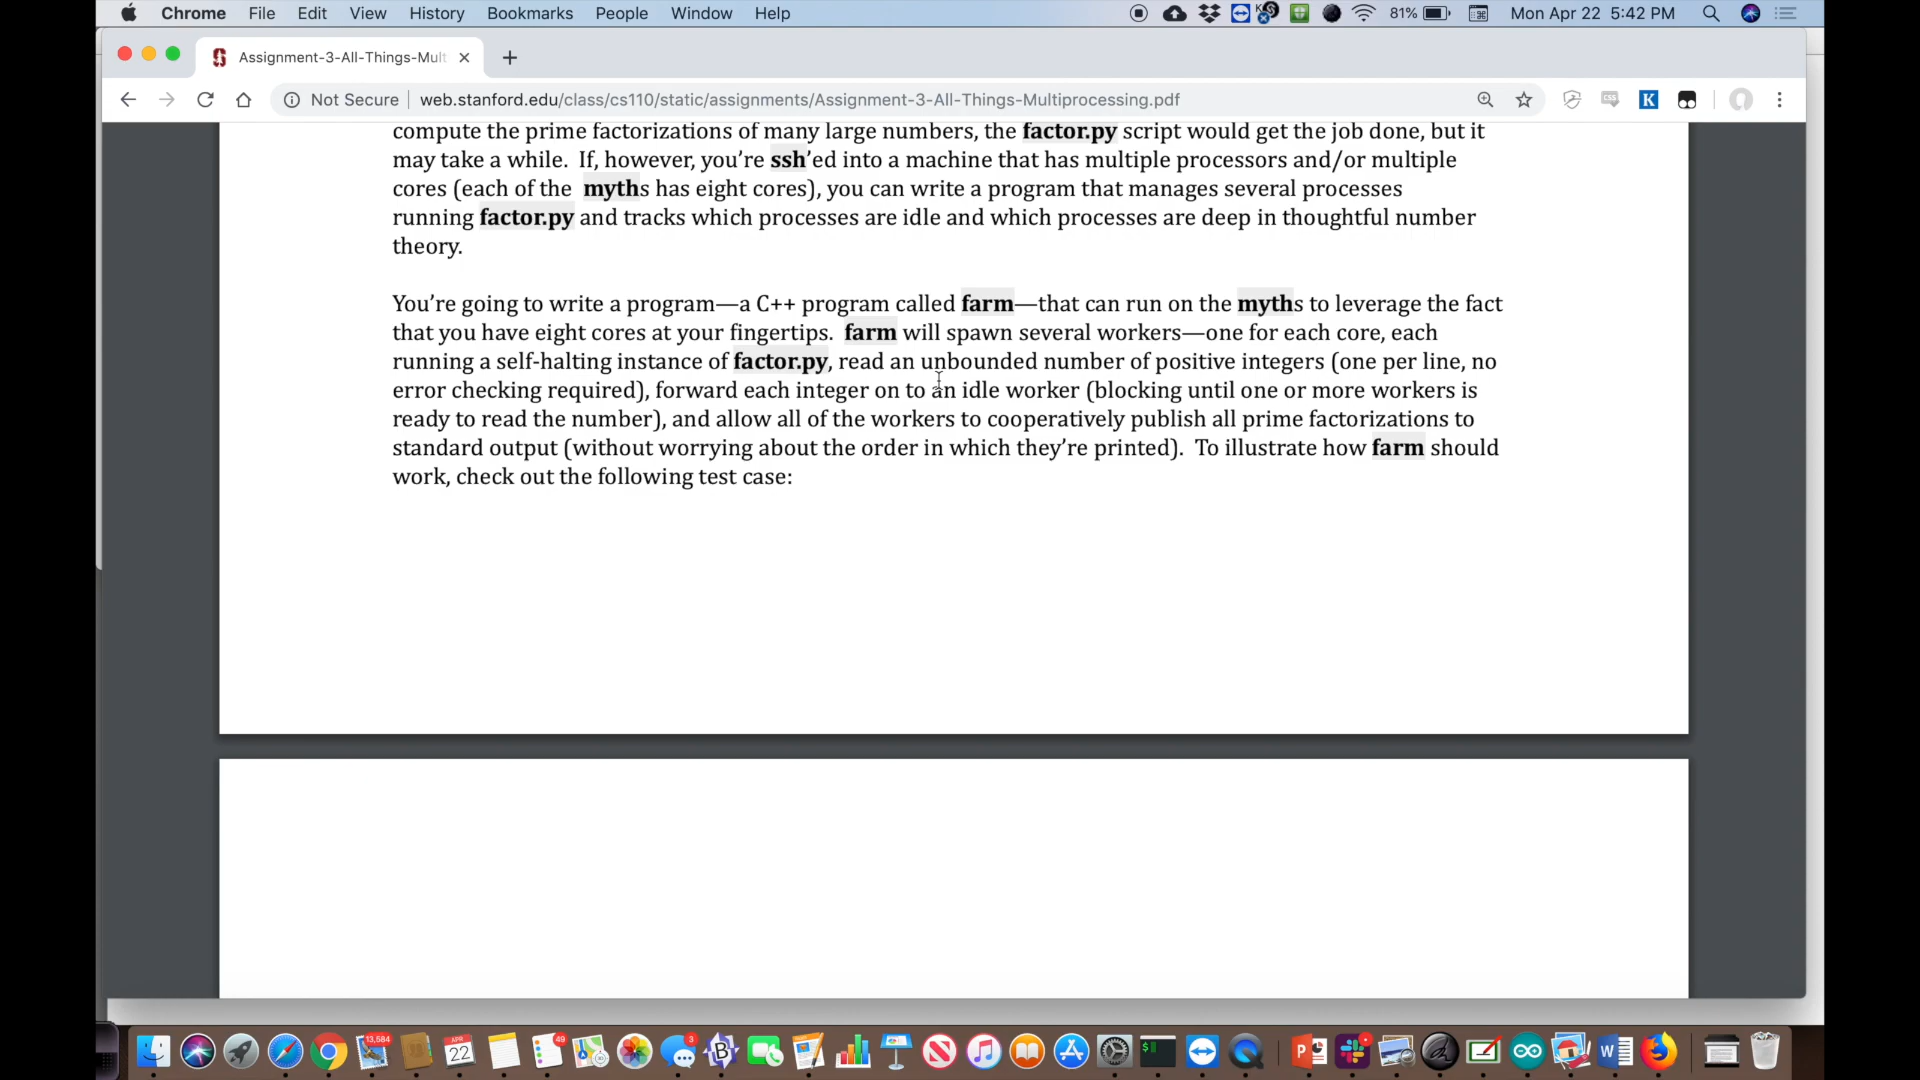 Chrome File Edit View History Bookmarks People Window Help 81% Mon Apr 22 5:42 PM
Assignment-3-All-Things-Mult
Not Secure web.stanford.edu/class/cs110/static/assignments/Assignment-3-All-Things-Multiprocessing.pdf
compute the prime factorizations of many large numbers, the factor.py script would get the job done, but it
may take a while. If, however, you’re ssh’ed into a machine that has multiple processors and/or multiple
cores (each of the myths has eight cores), you can write a program that manages several processes
running factor.py and tracks which processes are idle and which processes are deep in thoughtful number
theory.
You’re going to write a program—a C++ program called farm—that can run on the myths to leverage the fact
that you have eight cores at your fingertips. farm will spawn several workers—one for each core, each
running a self-halting instance of factor.py, read an unbounded number of positive integers (one per line, no
error checking required), forward each integer on to an idle worker (blocking until one or more workers is
ready to read the number), and allow all of the workers to cooperatively publish all prime factorizations to
standard output (without worrying about the order in which they’re printed). To illustrate how farm should
work, check out the following test case:
13,584 APR 22 49 3